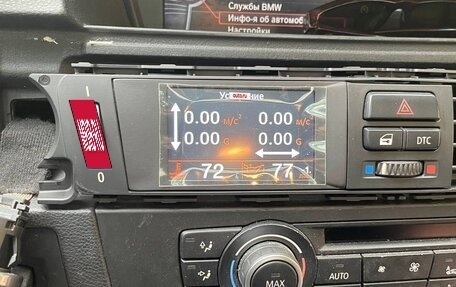 Службы BMW
Инфо-я об автомоб
Настройки
I
0
0.00 М/С² 0.00
0.00 0.00 G
72 77
DTC
MAX
AUTO